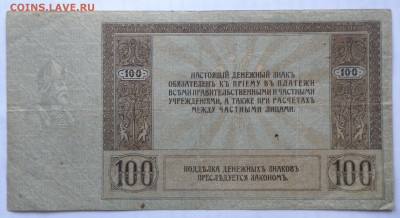 COINS.LAVE.RU
100 100
НАСТОЯЩІЙ ДЕНЕЖНЫЙ ЗНАКЪ
ОБЯЗАТЕЛЕНЪ КЪ ПРІЕМУ ВЪ ПЛАТЕЖИ
ВСѢМИ ПРАВИТЕЛЬСТВЕННЫМИ И ЧАСТНЫМИ
УЧРЕЖДЕНІЯМИ, А ТАКЖЕ ПРИ РАСЧЕТАХЪ
МЕЖДУ ЧАСТНЫМИ ЛИЦАМИ.
100 100
ПОДДѢЛКА ДЕНЕЖНЫХЪ ЗНАКОВЪ
ПРЕСЛѢДУЕТСЯ ЗАКОНОМЪ.